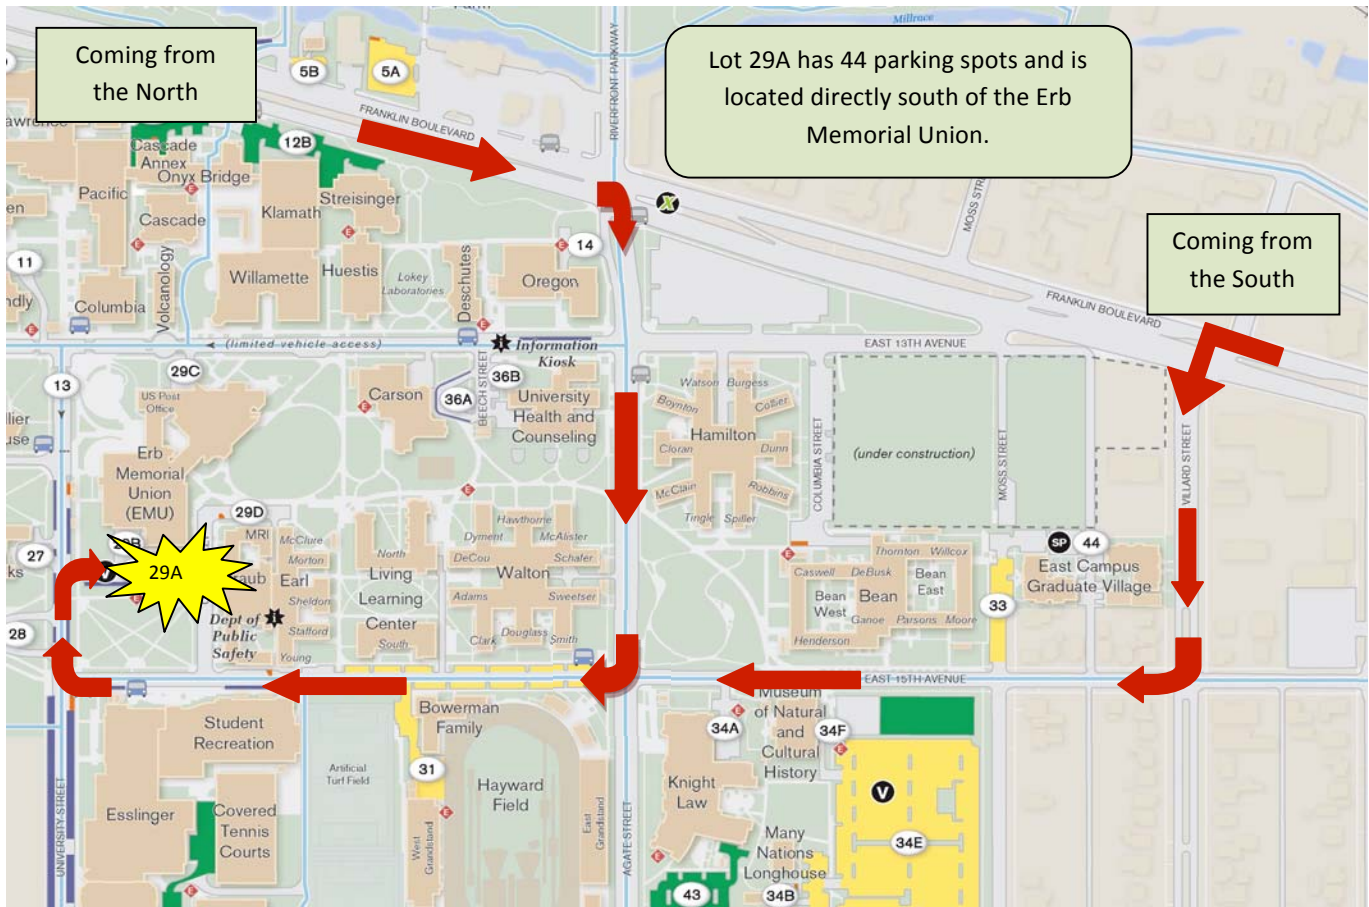 Coming from
the North
Lot 29A has 44 parking spots and is
located directly south of the Erb
Memorial Union.
Coming from
the South
Millrace
5B
5A
FRANKLIN BOULEVARD
RIVERFRONT PARKWAY
12B
Cascade
Annex
Onyx Bridge
Pacific
Cascade
Klamath
Streisinger
X
MOSS STR
E
11
Columbia
Volcanology
Willamette
Huestis
Lokey
Laboratories
Deschutes
Oregon
14
FRANKLIN BOULEVARD
(limited vehicle access)
Information
Kiosk
EAST 13TH AVENUE
13
29C
US Post
Office
Carson
36A
36B
BEECH STREET
University
Health and
Counseling
Watson
Burgess
Boynton
Collier
Hamilton
Cloran
Dunn
McClain
Robbins
Tingle
Spiller
COLUMBIA STREET
(under construction)
MOSS STREET
VILLARD STREET
Erb
Memorial
Union
(EMU)
29D
MRI
McClure
Morton
Earl
Sheldon
Stafford
Young
27
28
29A
V
Dept of
Public
Safety
North
Living
Learning
Center
South
Hawthorne
Dyment
McAlister
DeCou
Schafer
Walton
Adams
Sweetser
Clark
Douglass
Smith
Thornton
Willcox
Caswell
DeBusk
Bean
West
Bean
Bean
East
Ganoe
Parsons
Moore
Henderson
33
SP
44
East Campus
Graduate Village
EAST 15TH AVENUE
Student
Recreation
Esslinger
Covered
Tennis
Courts
UNIVERSITY STREET
Artificial
Turf Field
Bowerman
Family
31
West
Grandstand
Hayward
Field
East
Grandstand
AGATE STREET
34A
Museum
of Natural
and
Cultural
History
34F
Knight
Law
V
34E
Many
Nations
Longhouse
43
34B